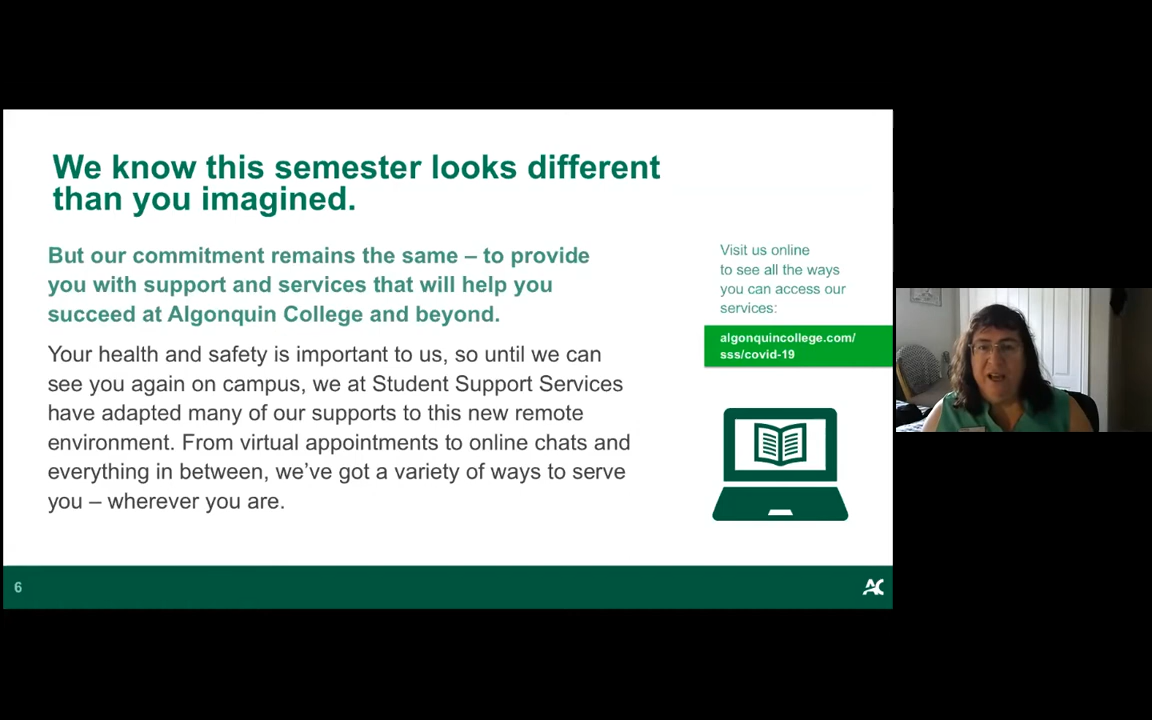 We know this semester looks different
than you imagined.
But our commitment remains the same – to provide
you with support and services that will help you
succeed at Algonquin College and beyond.
Your health and safety is important to us, so until we can
see you again on campus, we at Student Support Services
have adapted many of our supports to this new remote
environment. From virtual appointments to online chats and
everything in between, we’ve got a variety of ways to serve
you – wherever you are.
Visit us online
to see all the ways
you can access our
services:
algonquincollege.com/
sss/covid-19
6
AC